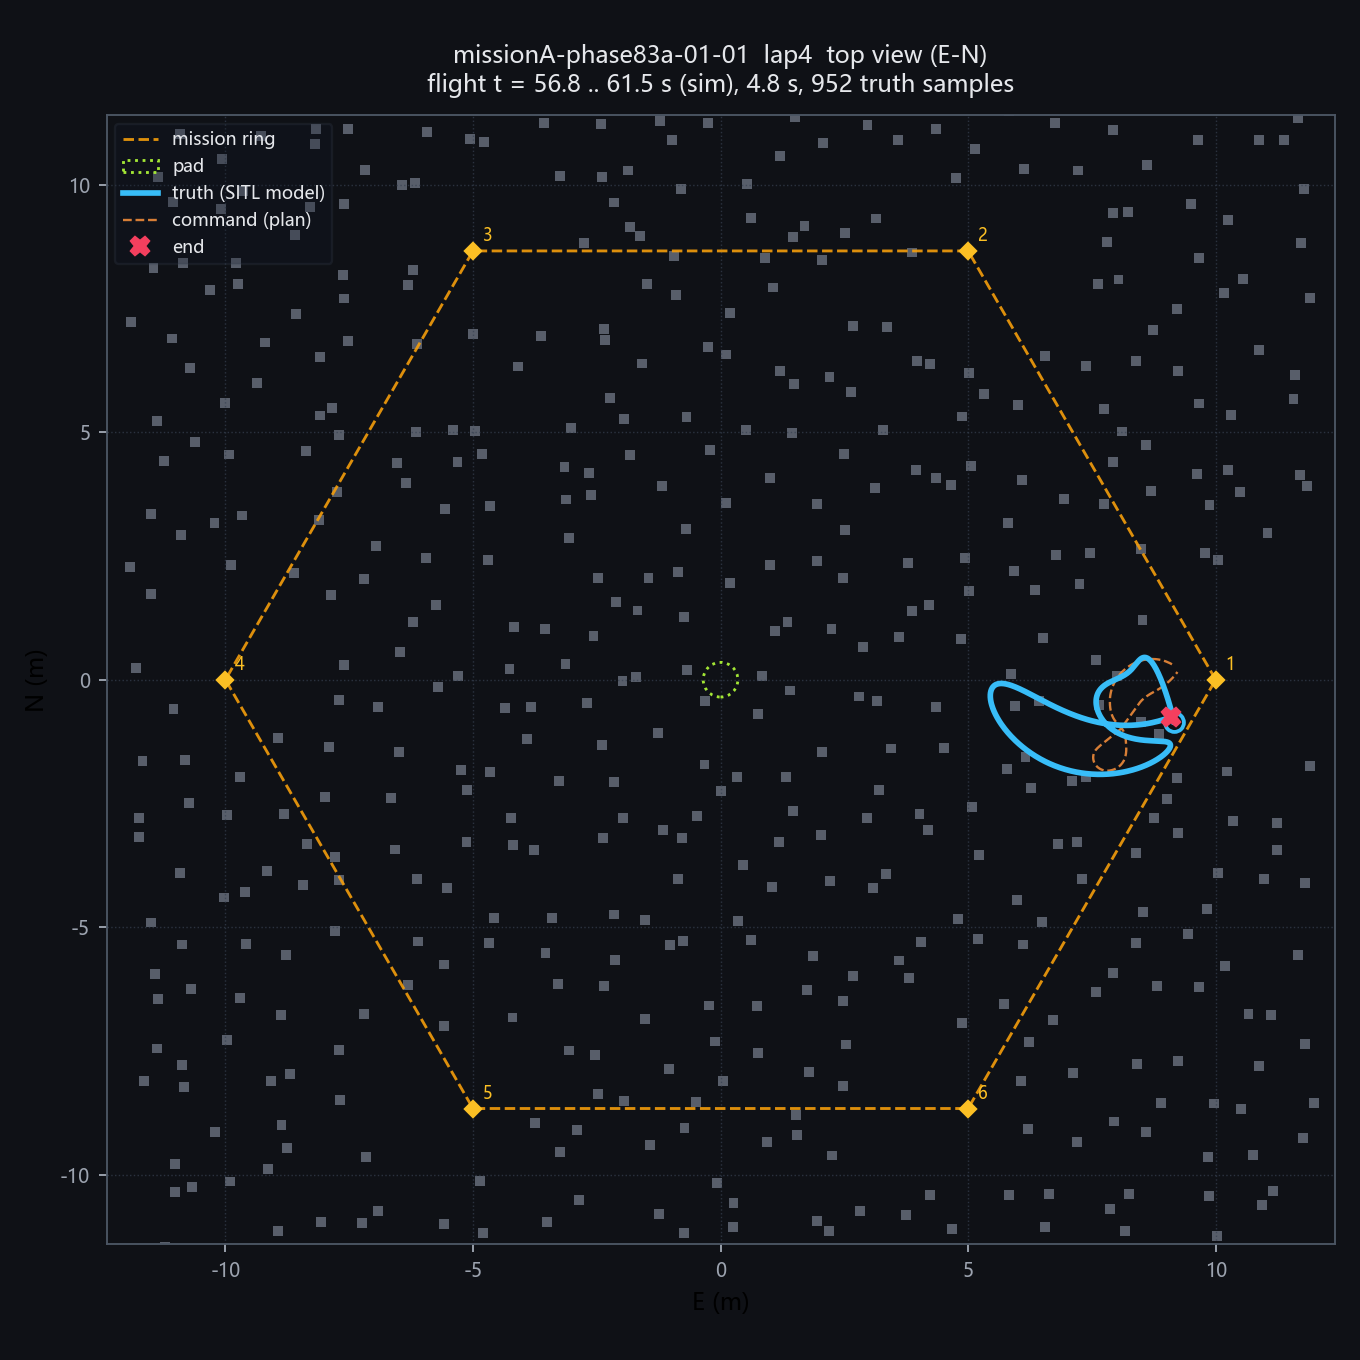 missionA-phase83a-01-01  lap4  top view (E-N)
flight t = 56.8 .. 61.5 s (sim), 4.8 s, 952 truth samples
mission ring
pad
truth (SITL model)
command (plan)
end
3
2
4
1
5
6
10
5
0
-5
-10
N (m)
-10
-5
0
5
10
E (m)